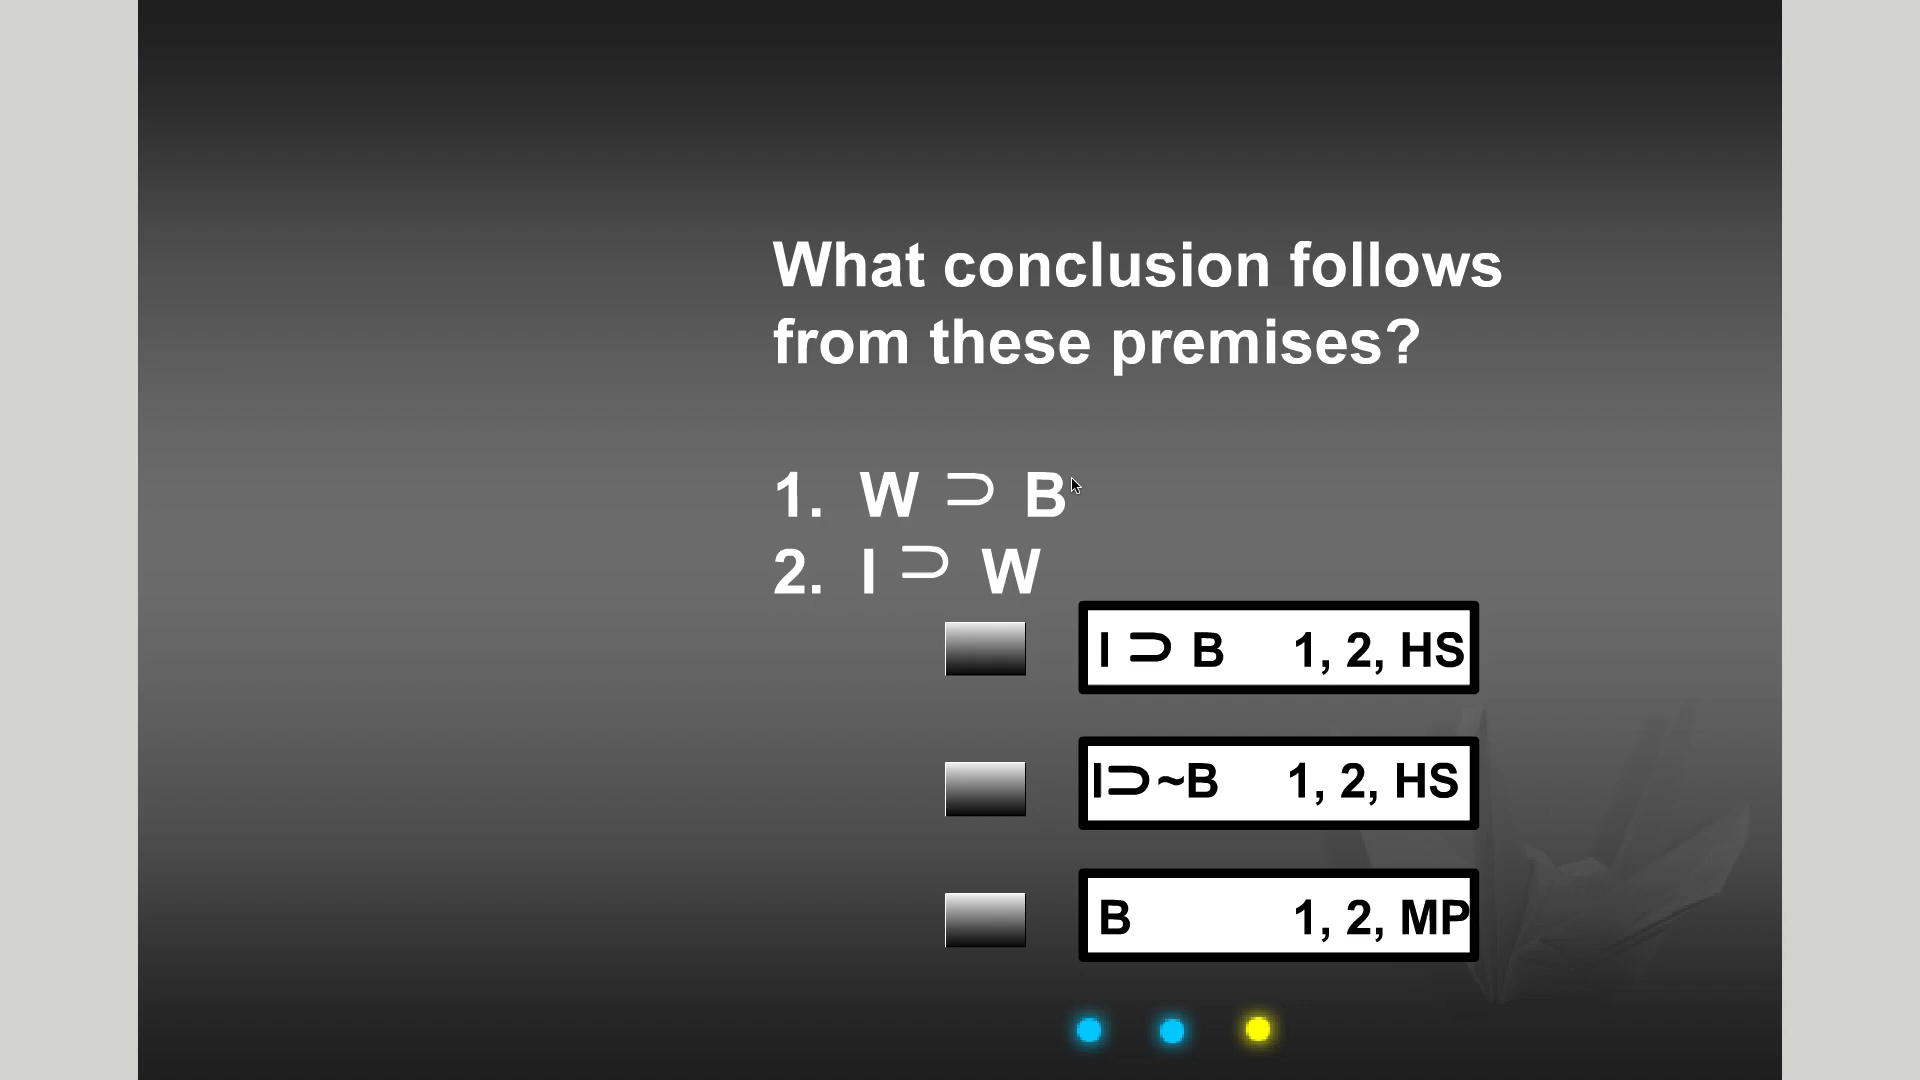 What conclusion follows
from these premises?
1. W ⊃ B
2. I ⊃ W
I ⊃ B 1, 2, HS
I⊃~B 1, 2, HS
B 1, 2, MP